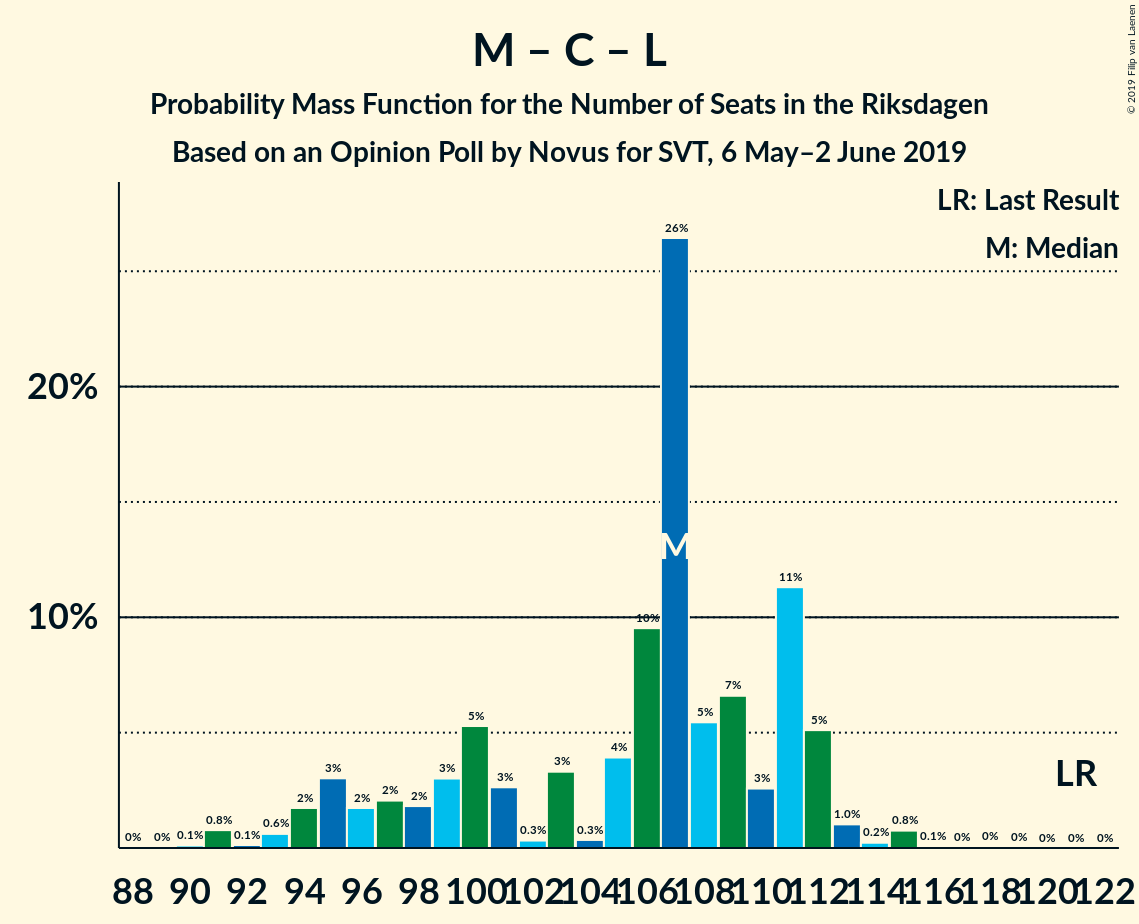 © 2019 Filip van Laenen
M – C – L
Probability Mass Function for the Number of Seats in the Riksdagen
Based on an Opinion Poll by Novus for SVT, 6 May–2 June 2019
LR: Last Result
M: Median
20%
10%
0% 0% 0.1% 0.8% 0.1% 0.6% 2% 3% 2% 2% 2% 3% 5% 3% 0.3% 3% 0.3% 4% 10% 26% 5% 7% 3% 11% 5% 1.0% 0.2% 0.8% 0.1% 0% 0% 0% 0% 0% 0%
M
LR
88 90 92 94 96 98 100 102 104 106 108 110 112 114 116 118 120 122